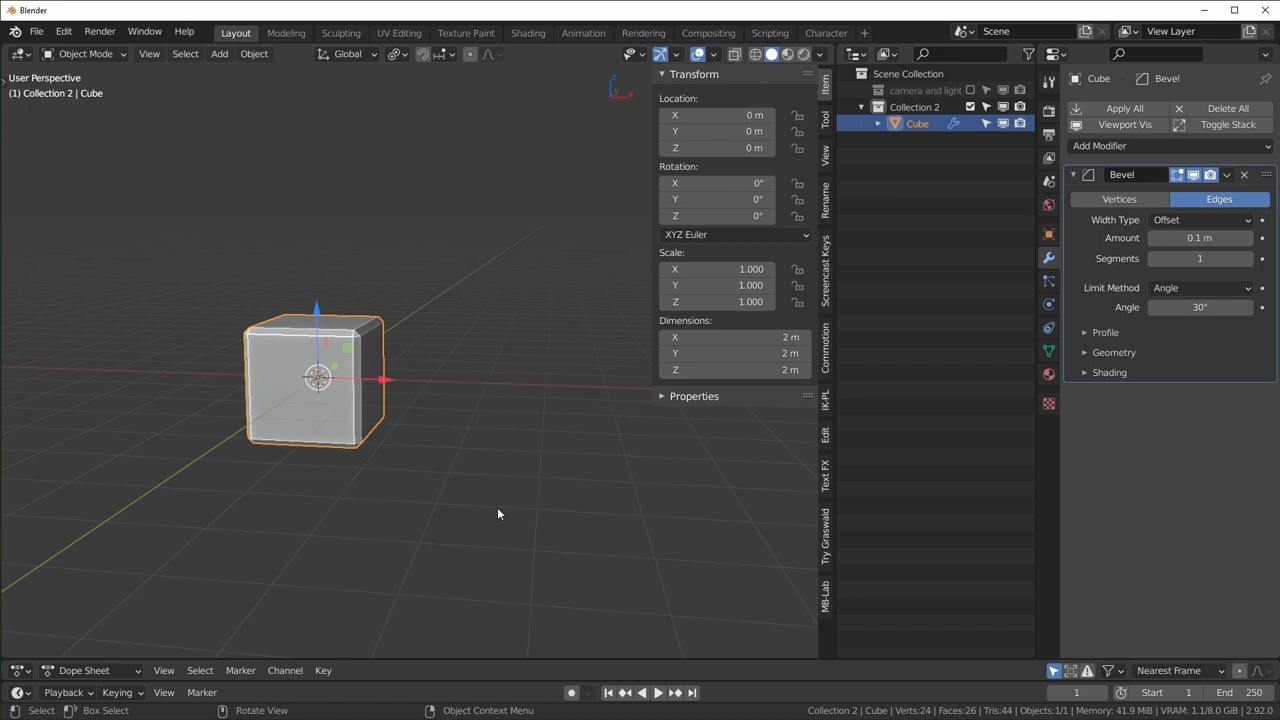 Blender
File Edit Render Window Help Layout Modeling Sculpting UV Editing Texture Paint Shading Animation Rendering Compositing Scripting Character + Scene View Layer
Object Mode View Select Add Object Global
User Perspective
(1) Collection 2 | Cube
Z
Y
X
Transform
Location:
X 0 m
Y 0 m
Z 0 m
Rotation:
X 0°
Y 0°
Z 0°
XYZ Euler
Scale:
X 1.000
Y 1.000
Z 1.000
Dimensions:
X 2 m
Y 2 m
Z 2 m
Properties
Item
Tool
View
Rename
Screencast Keys
Commotion
IK-PL
Edit
Text FX
Try Graswald
MB-Lab
Scene Collection
camera and light
Collection 2
Cube
Cube Bevel
Apply All Delete All
Viewport Vis Toggle Stack
Add Modifier
Bevel
Vertices Edges
Width Type Offset
Amount 0.1 m
Segments 1
Limit Method Angle
Angle 30°
Profile
Geometry
Shading
Dope Sheet View Select Marker Channel Key Nearest Frame
Playback Keying View Marker 1 Start 1 End 250
Select Box Select Rotate View Object Context Menu Collection 2 | Cube | Verts:24 | Faces:26 | Tris:44 | Objects:1/1 | Memory: 41.9 MiB | VRAM: 1.1/8.0 GiB | 2.92.0